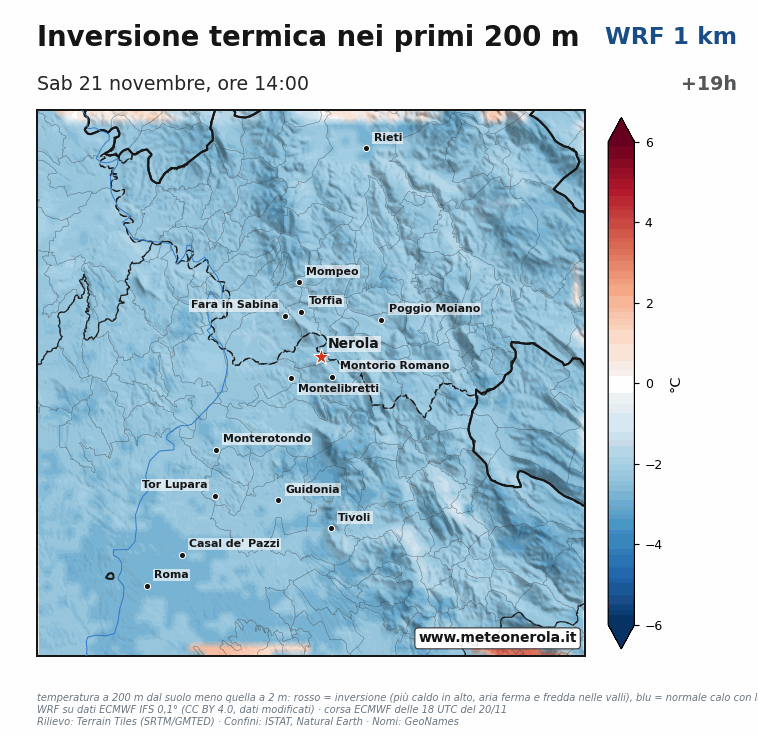 Inversione termica nei primi 200 m
WRF 1 km
Sab 21 novembre, ore 14:00
+19h
Rieti
Mompeo
Toffia
Fara in Sabina
Poggio Moiano
Nerola
Montorio Romano
Montelibretti
Monterotondo
Tor Lupara
Guidonia
Tivoli
Casal de' Pazzi
Roma
www.meteonerola.it
6
4
2
0
−2
−4
−6
°C
temperatura a 200 m dal suolo meno quella a 2 m: rosso = inversione (più caldo in alto, aria ferma e fredda nelle valli), blu = normale calo con l
WRF su dati ECMWF IFS 0,1° (CC BY 4.0, dati modificati) · corsa ECMWF delle 18 UTC del 20/11
Rilievo: Terrain Tiles (SRTM/GMTED) · Confini: ISTAT, Natural Earth · Nomi: GeoNames